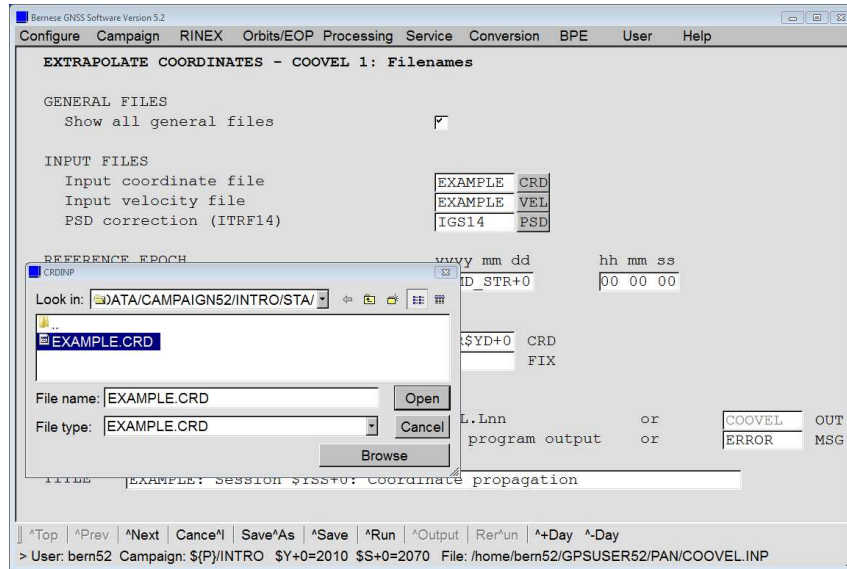 Bernese GNSS Software Version 5.2
Configure Campaign RINEX Orbits/EOP Processing Service Conversion BPE User Help
EXTRAPOLATE COORDINATES - COOVEL 1: Filenames
GENERAL FILES
Show all general files
INPUT FILES
Input coordinate file EXAMPLE CRD
Input velocity file EXAMPLE VEL
PSD correction (ITRF14) IGS14 PSD
REFERENCE EPOCH yyyy mm dd hh mm ss
MD_STR+0 00 00 00
CRDINP
Look in: DATA/CAMPAIGN52/INTRO/STA/
..
EXAMPLE.CRD
File name: EXAMPLE.CRD Open
File type: EXAMPLE.CRD Cancel
Browse
$YD+0 CRD
FIX
L.Lnn or COOVEL OUT
program output or ERROR MSG
TITLE EXAMPLE: Session $YSS+0: Coordinate propagation
^Top ^Prev ^Next Cance^l Save^As ^Save ^Run ^Output Rer^un ^+Day ^-Day
> User: bern52 Campaign: ${P}/INTRO $Y+0=2010 $S+0=2070 File: /home/bern52/GPSUSER52/PAN/COOVEL.INP